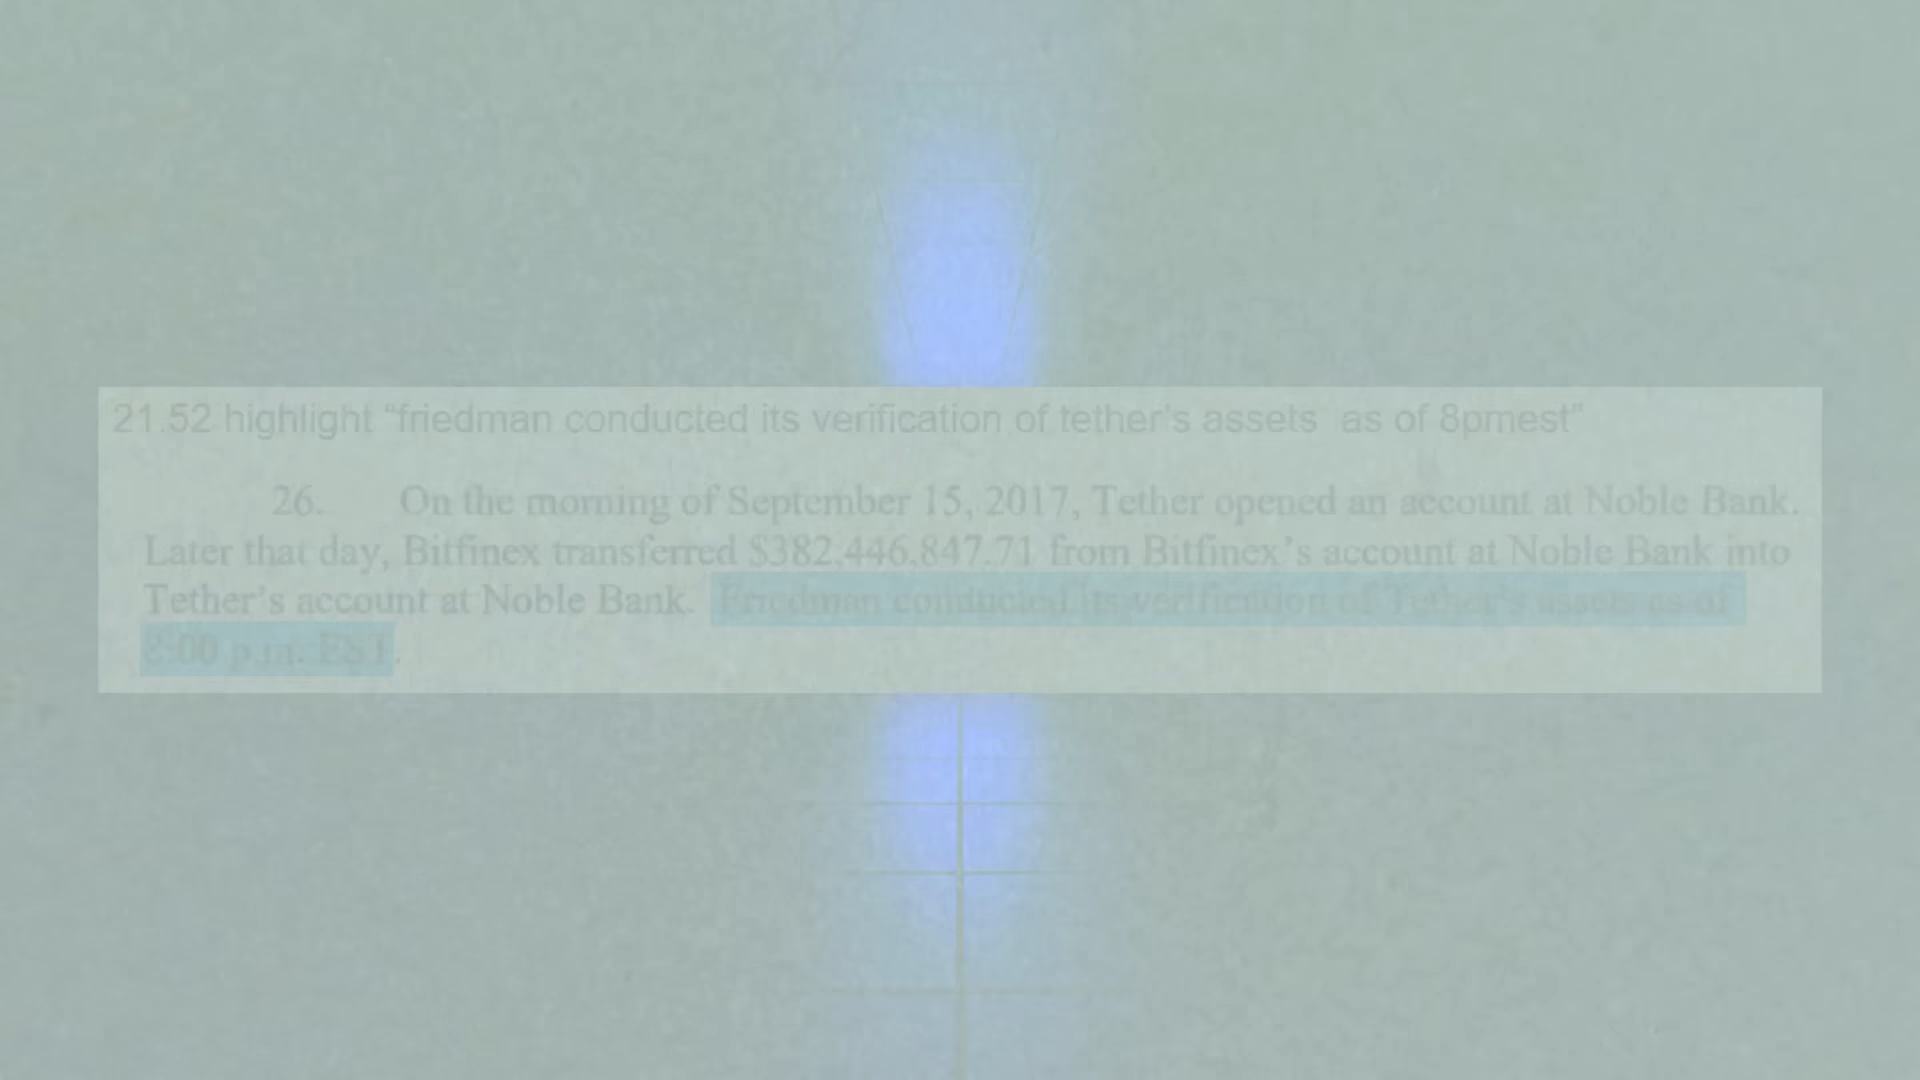 21.52 highlight “friedman conducted its verification of tether's assets  as of 8pmest”
26. On the morning of September 15, 2017, Tether opened an account at Noble Bank.
Later that day, Bitfinex transferred $382,446,847.71 from Bitfinex’s account at Noble Bank into
Tether’s account at Noble Bank. Friedman conducted its verification of Tether's assets as of
8:00 p.m. EST.